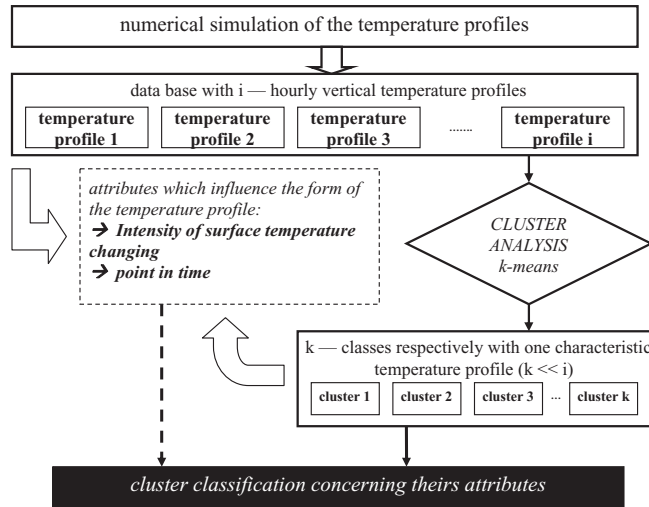 numerical simulation of the temperature profiles
data base with i — hourly vertical temperature profiles
temperature profile 1
temperature profile 2
temperature profile 3
.......
temperature profile i
attributes which influence the form of
the temperature profile:
→ Intensity of surface temperature
changing
→ point in time
CLUSTER
ANALYSIS
k-means
k — classes respectively with one characteristic
temperature profile (k << i)
cluster 1
cluster 2
cluster 3
...
cluster k
cluster classification concerning theirs attributes